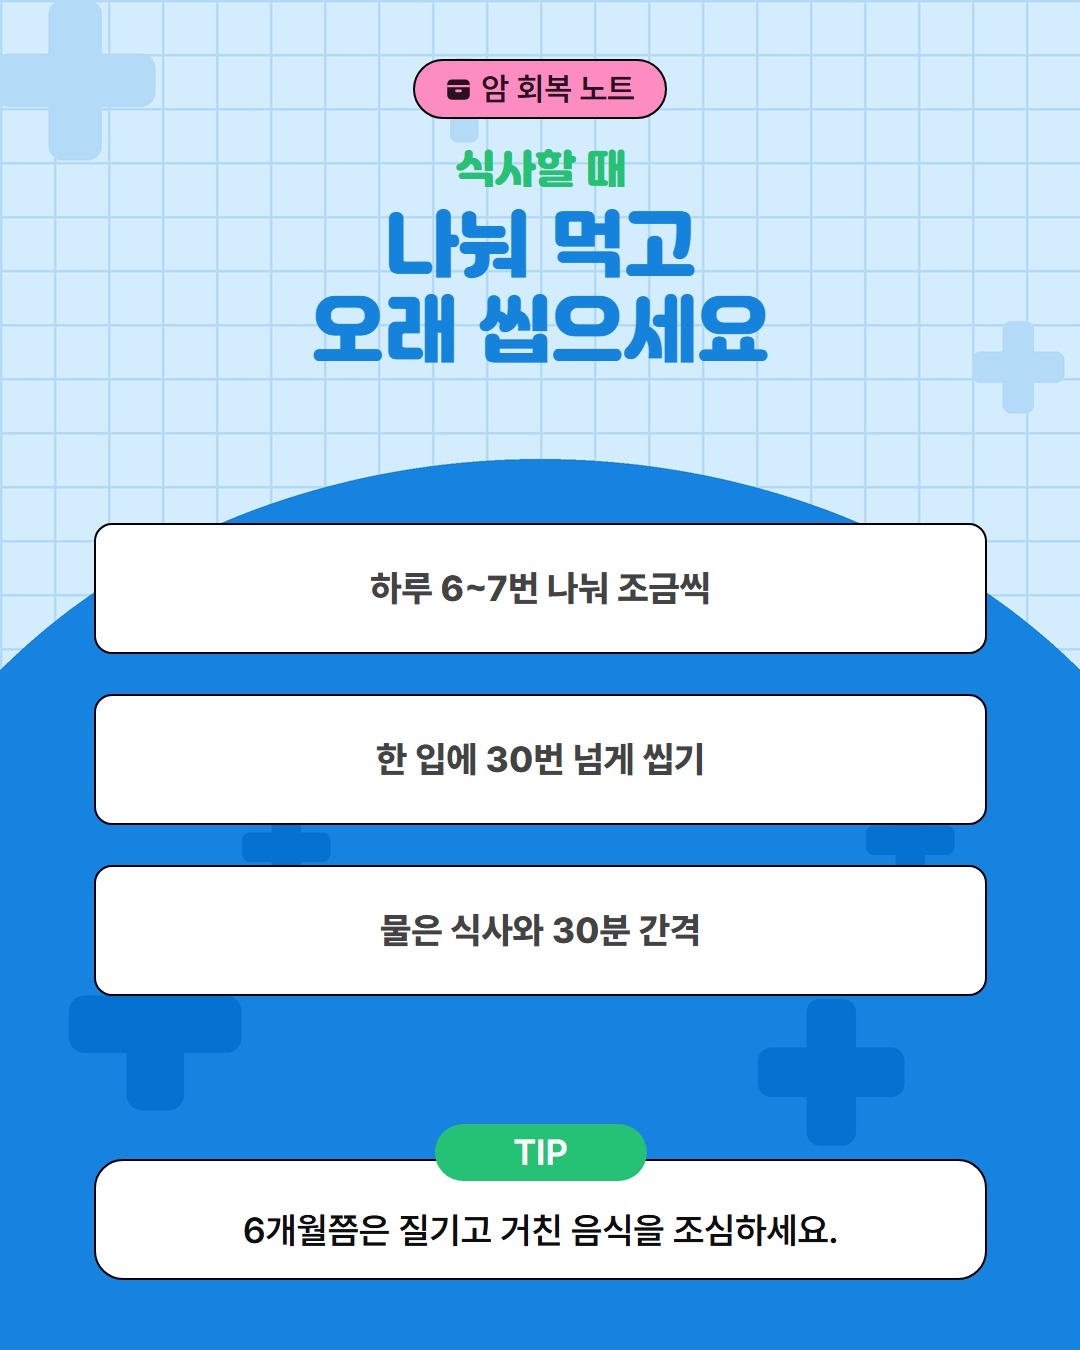 암 회복 노트
식사할 때
나눠 먹고
오래 씹으세요
하루 6~7번 나눠 조금씩
한 입에 30번 넘게 씹기
물은 식사와 30분 간격
TIP
6개월쯤은 질기고 거친 음식을 조심하세요.